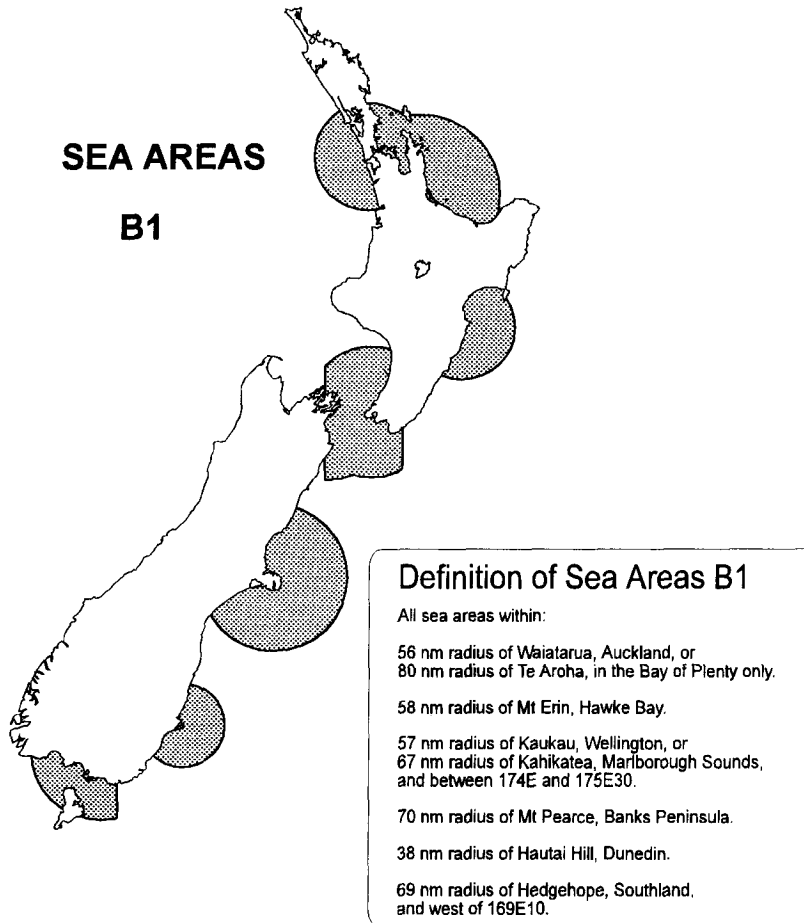 SEA AREAS
B1
Definition of Sea Areas B1
All sea areas within:
56 nm radius of Waiatarua, Auckland, or
80 nm radius of Te Aroha, in the Bay of Plenty only.
58 nm radius of Mt Erin, Hawke Bay.
57 nm radius of Kaukau, Wellington, or
67 nm radius of Kahikatea, Marlborough Sounds,
and between 174E and 175E30.
70 nm radius of Mt Pearce, Banks Peninsula.
38 nm radius of Hautai Hill, Dunedin.
69 nm radius of Hedgehope, Southland,
and west of 169E10.